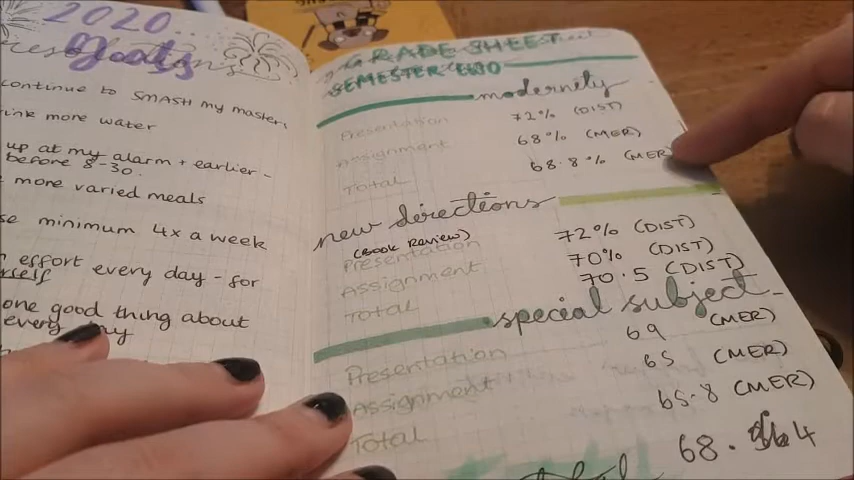 2020
goals
continue to SMASH my masters
drink more water
up at my alarm + earlier -
before 8-30.
more varied meals
minimum 4x a week
effort every day - for
one good thing about
every day
GRADE SHEET
SEMESTER TWO
modernity
Presentation 72% (DIST)
Assignment 68% (MER)
Total 68.8% (MER)
new directions
(Book Review)
Presentation 72% (DIST)
Assignment 70% (DIST)
Total 70.5 (DIST)
special subject
Presentation 69 (MER)
Assignment 65 (MER)
Total 65.8 (MER)
68.